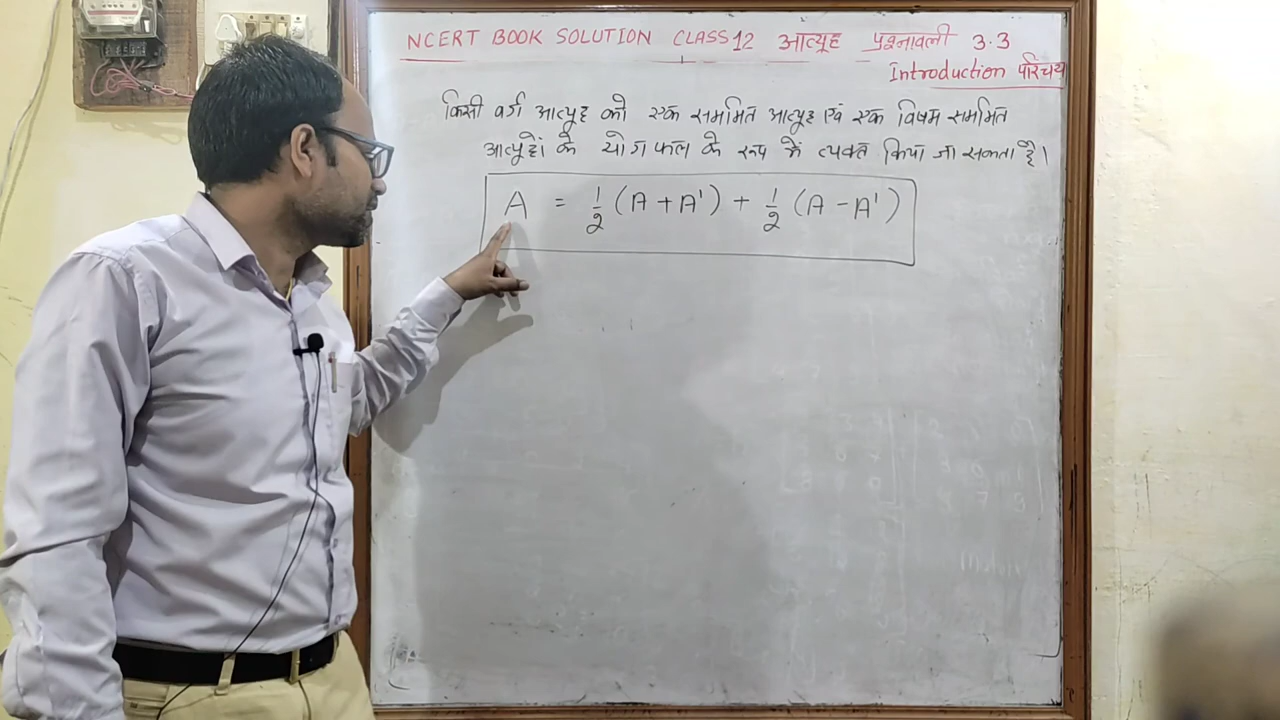 NCERT BOOK SOLUTION CLASS 12 आव्यूह प्रश्नावली 3.3
Introduction परिचय
किसी वर्ग आव्यूह को एक सममित आव्यूह एवं एक विषम सममित
आव्यूहों के योगफल के रूप में व्यक्त किया जा सकता है।
A = 1/2 (A + A') + 1/2 (A - A')